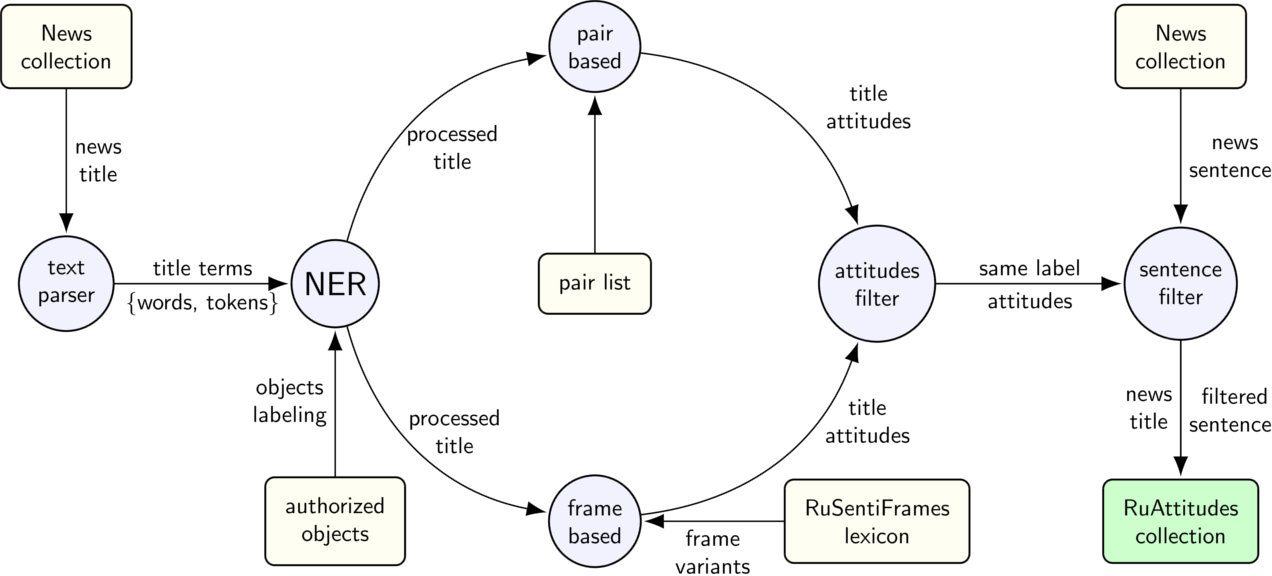 News
collection
news
title
text
parser
title terms
{words, tokens}
NER
objects
labeling
authorized
objects
processed
title
processed
title
pair
based
pair list
frame
based
title
attitudes
title
attitudes
RuSentiFrames
lexicon
frame
variants
attitudes
filter
same label
attitudes
News
collection
news
sentence
sentence
filter
news
title
filtered
sentence
RuAttitudes
collection